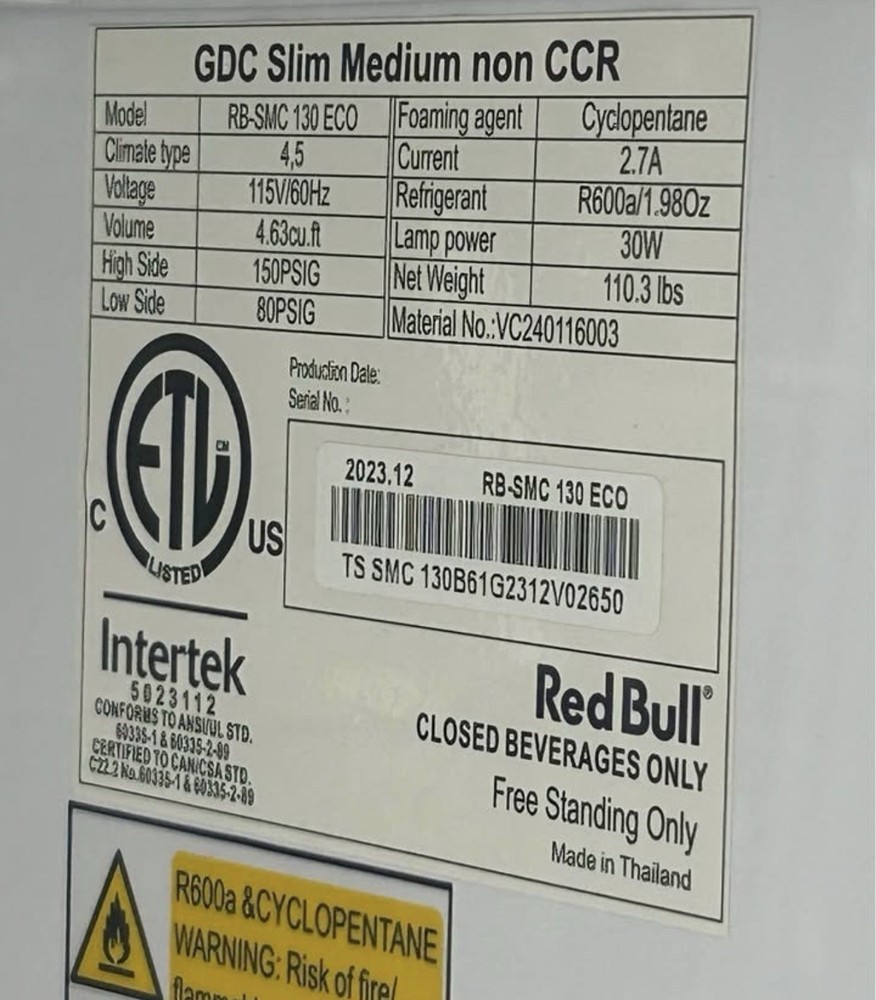 GDC Slim Medium non CCR
Model RB-SMC 130 ECO Foaming agent Cyclopentane
Climate type 4,5 Current 2.7A
Voltage 115V/60Hz Refrigerant R600a/1.98Oz
Volume 4.63cu.ft Lamp power 30W
High Side 150PSIG Net Weight 110.3 lbs
Low Side 80PSIG Material No.:VC240116003
Production Date:
Serial No. :
2023.12 RB-SMC 130 ECO
TS SMC 130B61G2312V02650
ETL CM
C LISTED US
Intertek
5023112
CONFORMS TO ANSI/UL STD.
60335-1 & 60335-2-89
CERTIFIED TO CAN/CSA STD.
C22.2 No.60335-1 & 60335-2-89
Red Bull®
CLOSED BEVERAGES ONLY
Free Standing Only
Made in Thailand
R600a &CYCLOPENTANE
WARNING: Risk of fire/